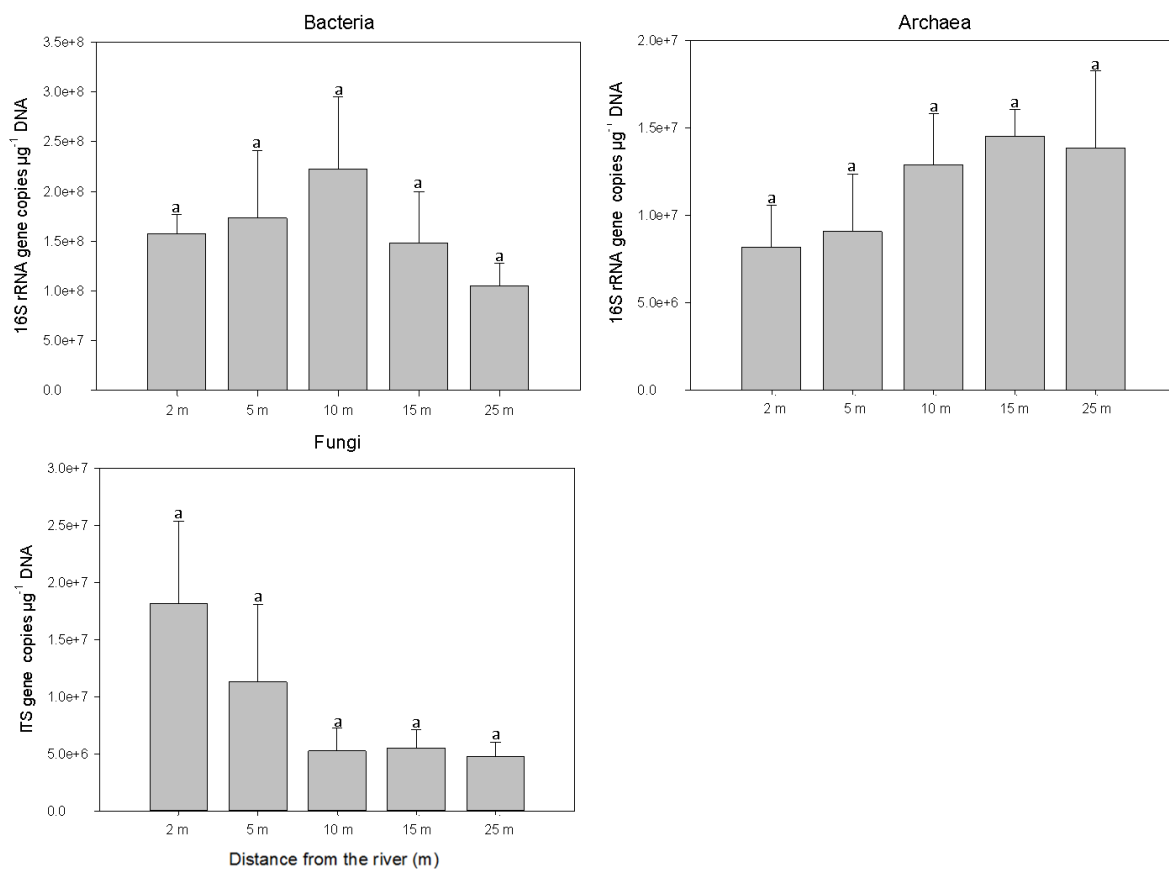 Bacteria
16S rRNA gene copies µg⁻¹ DNA
3.5e+8
3.0e+8
2.5e+8
2.0e+8
1.5e+8
1.0e+8
5.0e+7
0.0
a
a
a
a
a
2 m
5 m
10 m
15 m
25 m
Archaea
16S rRNA gene copies µg⁻¹ DNA
2.0e+7
1.5e+7
1.0e+7
5.0e+6
0.0
a
a
a
a
a
2 m
5 m
10 m
15 m
25 m
Fungi
ITS gene copies µg⁻¹ DNA
3.0e+7
2.5e+7
2.0e+7
1.5e+7
1.0e+7
5.0e+6
0.0
a
a
a
a
a
2 m
5 m
10 m
15 m
25 m
Distance from the river (m)